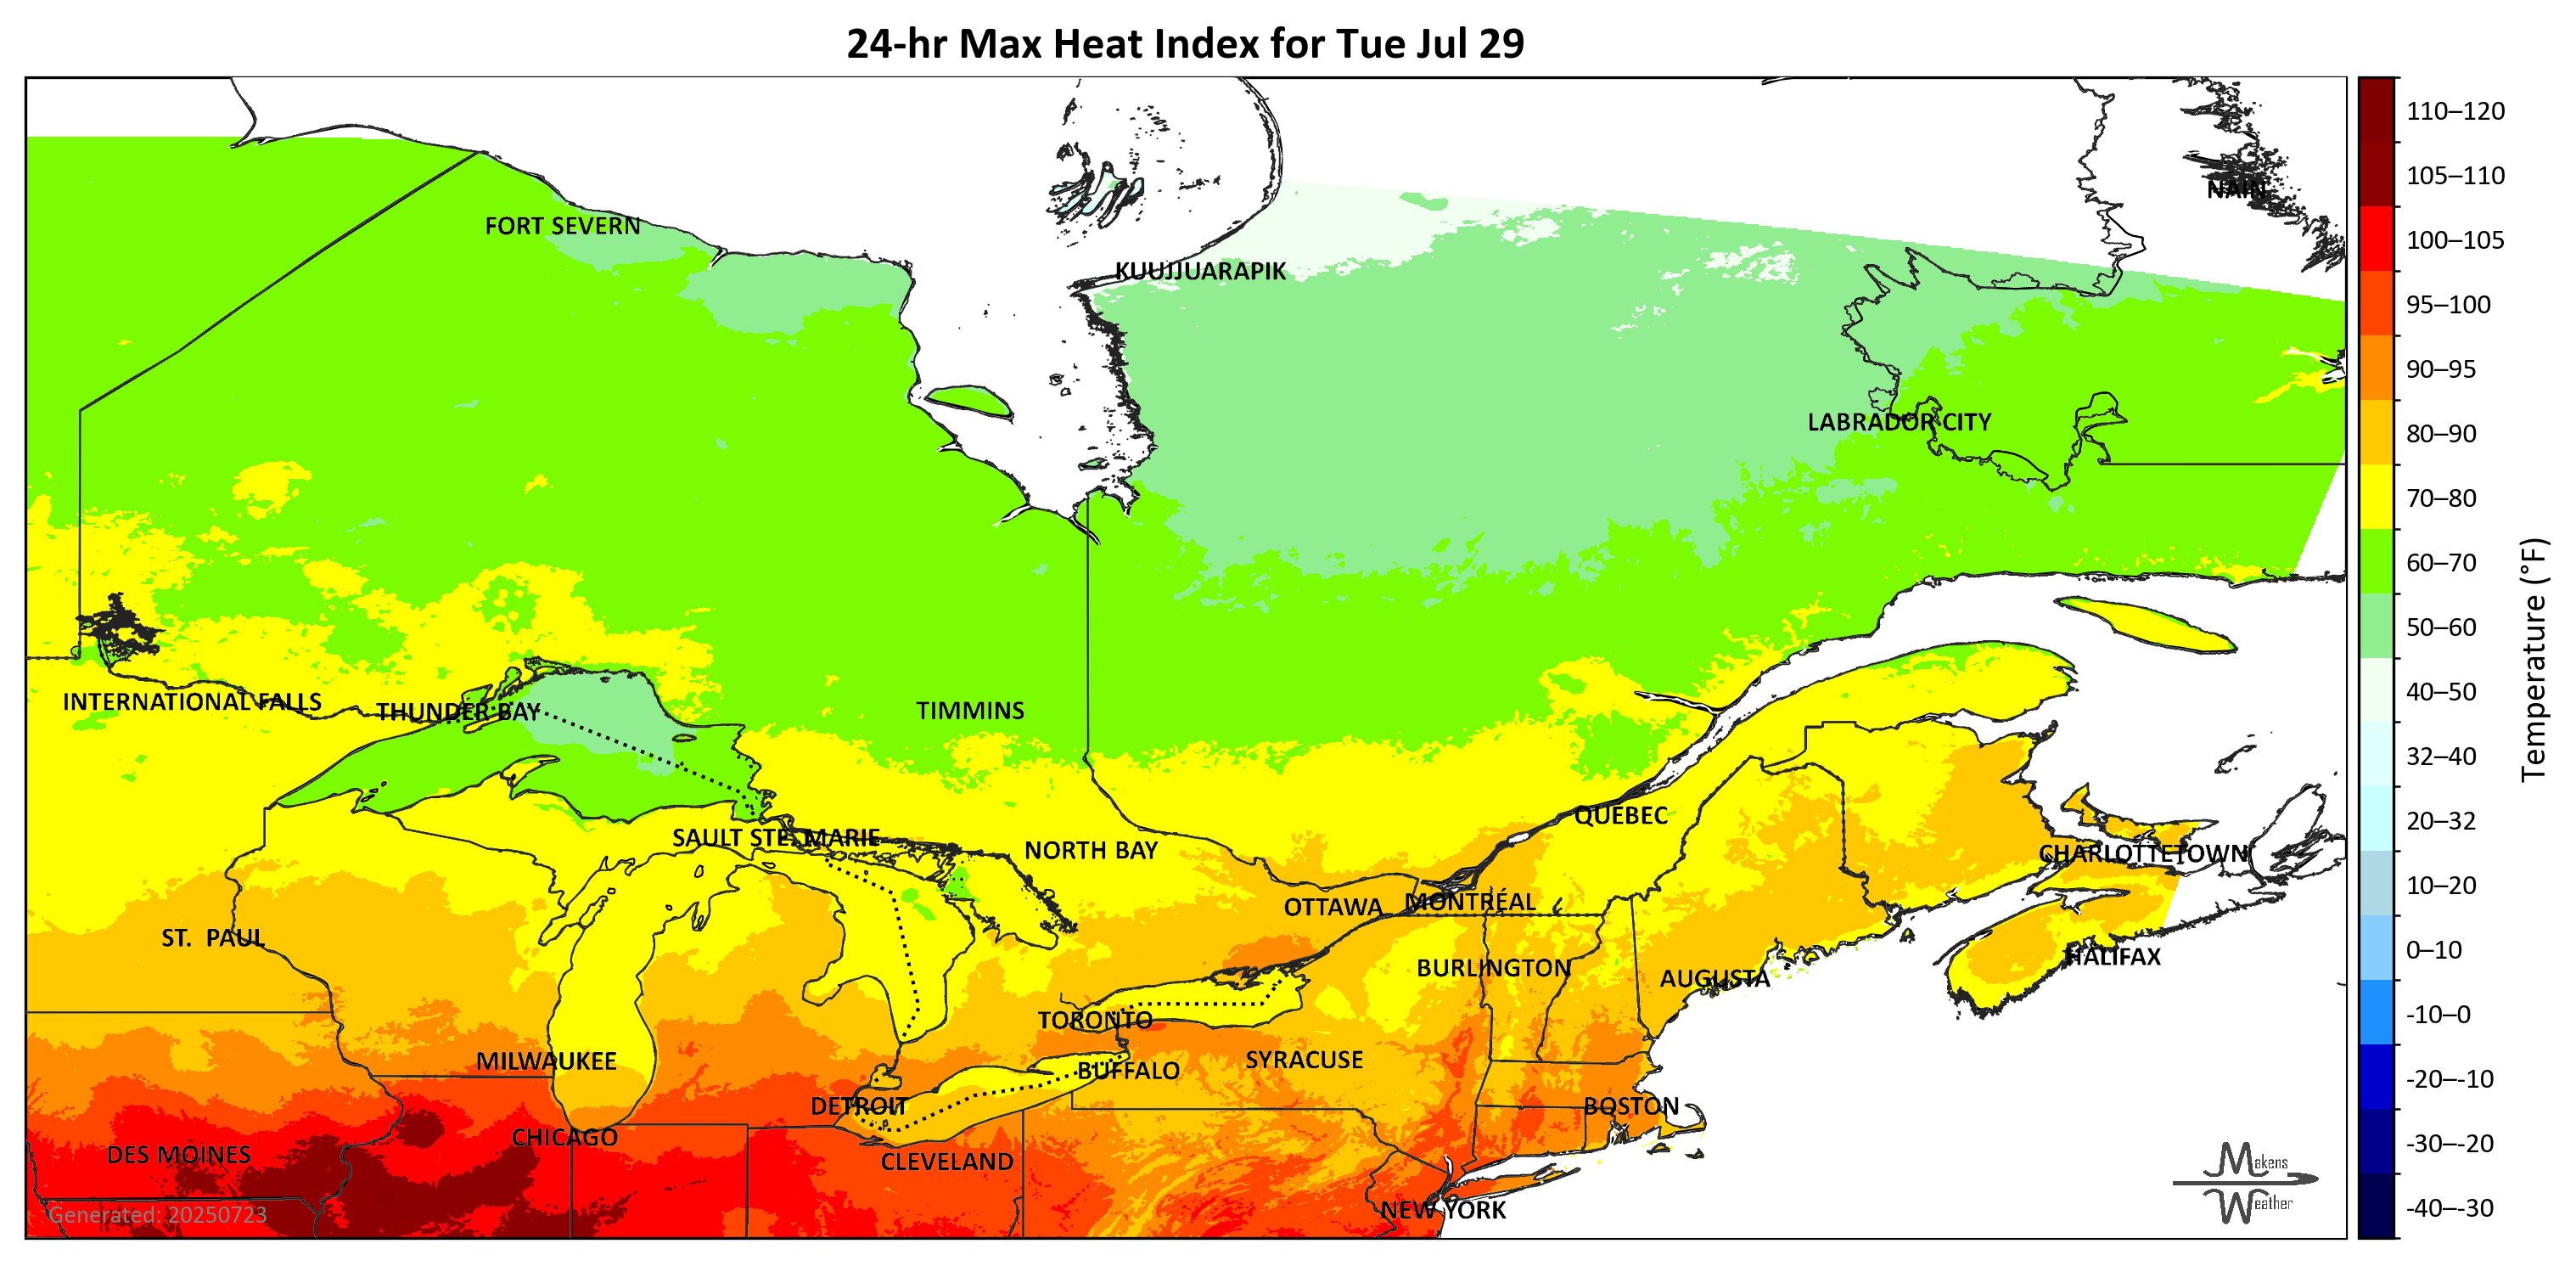 24-hr Max Heat Index for Tue Jul 29
NAIN
FORT SEVERN
KUUJJUARAPIK
LABRADOR CITY
INTERNATIONAL FALLS
THUNDER BAY
TIMMINS
QUÉBEC
SAULT STE. MARIE
NORTH BAY
CHARLOTTETOWN
OTTAWA
MONTRÉAL
ST.  PAUL
HALIFAX
BURLINGTON
AUGUSTA
TORONTO
MILWAUKEE
SYRACUSE
BUFFALO
DETROIT
BOSTON
CHICAGO
DES MOINES
CLEVELAND
NEW YORK
Generated: 20250723
Makens
Weather
110–120
105–110
100–105
95–100
90–95
80–90
70–80
60–70
50–60
40–50
32–40
20–32
10–20
0–10
-10–0
-20–-10
-30–-20
-40–-30
Temperature (°F)